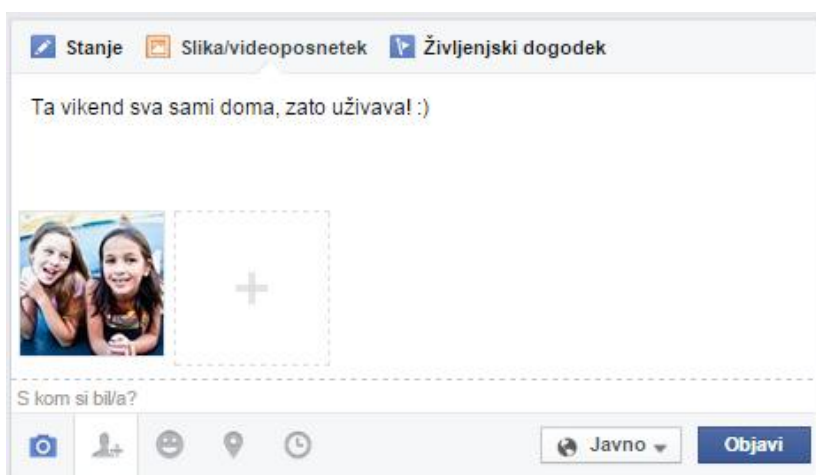 Stanje Slika/videoposnetek Življenjski dogodek
Ta vikend sva sami doma, zato uživava! :)
S kom si bil/a?
Javno Objavi